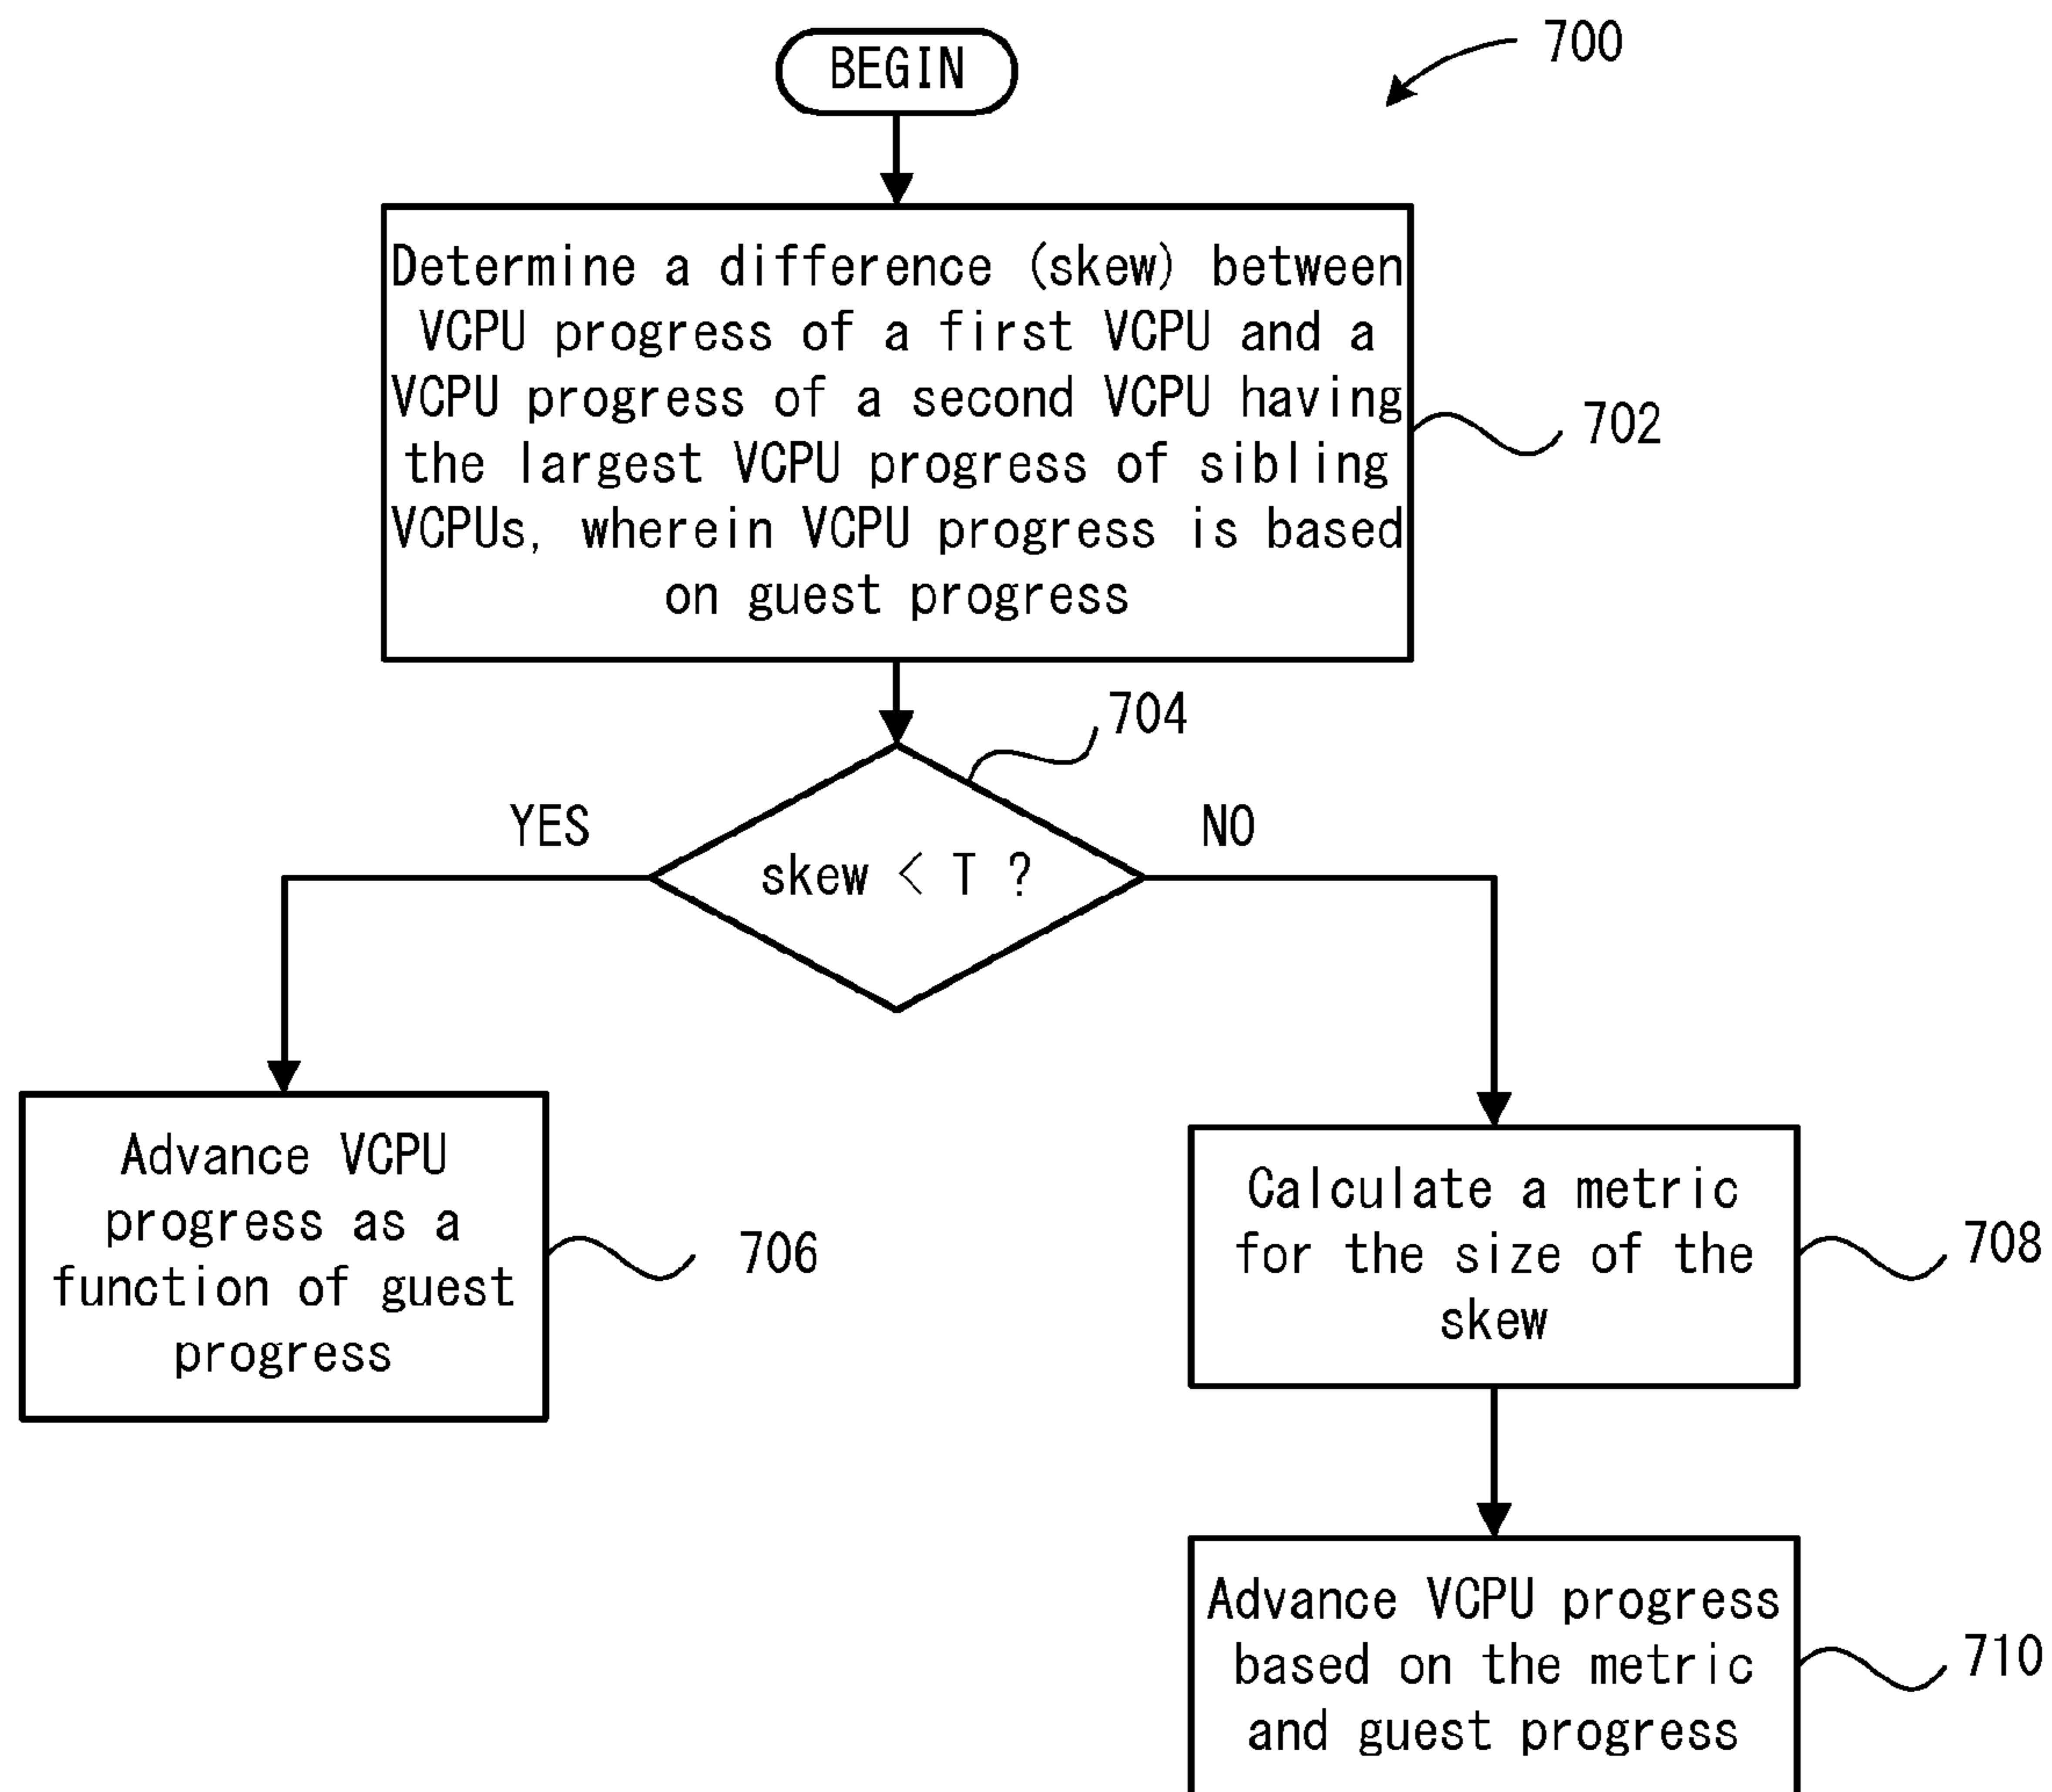 BEGIN
700
Determine a difference (skew) between
VCPU progress of a first VCPU and a
VCPU progress of a second VCPU having
the largest VCPU progress of sibling
VCPUs, wherein VCPU progress is based
on guest progress
702
704
YES
NO
skew < T ?
Advance VCPU
progress as a
function of guest
progress
706
Calculate a metric
for the size of the
skew
708
Advance VCPU progress
based on the metric
and guest progress
710